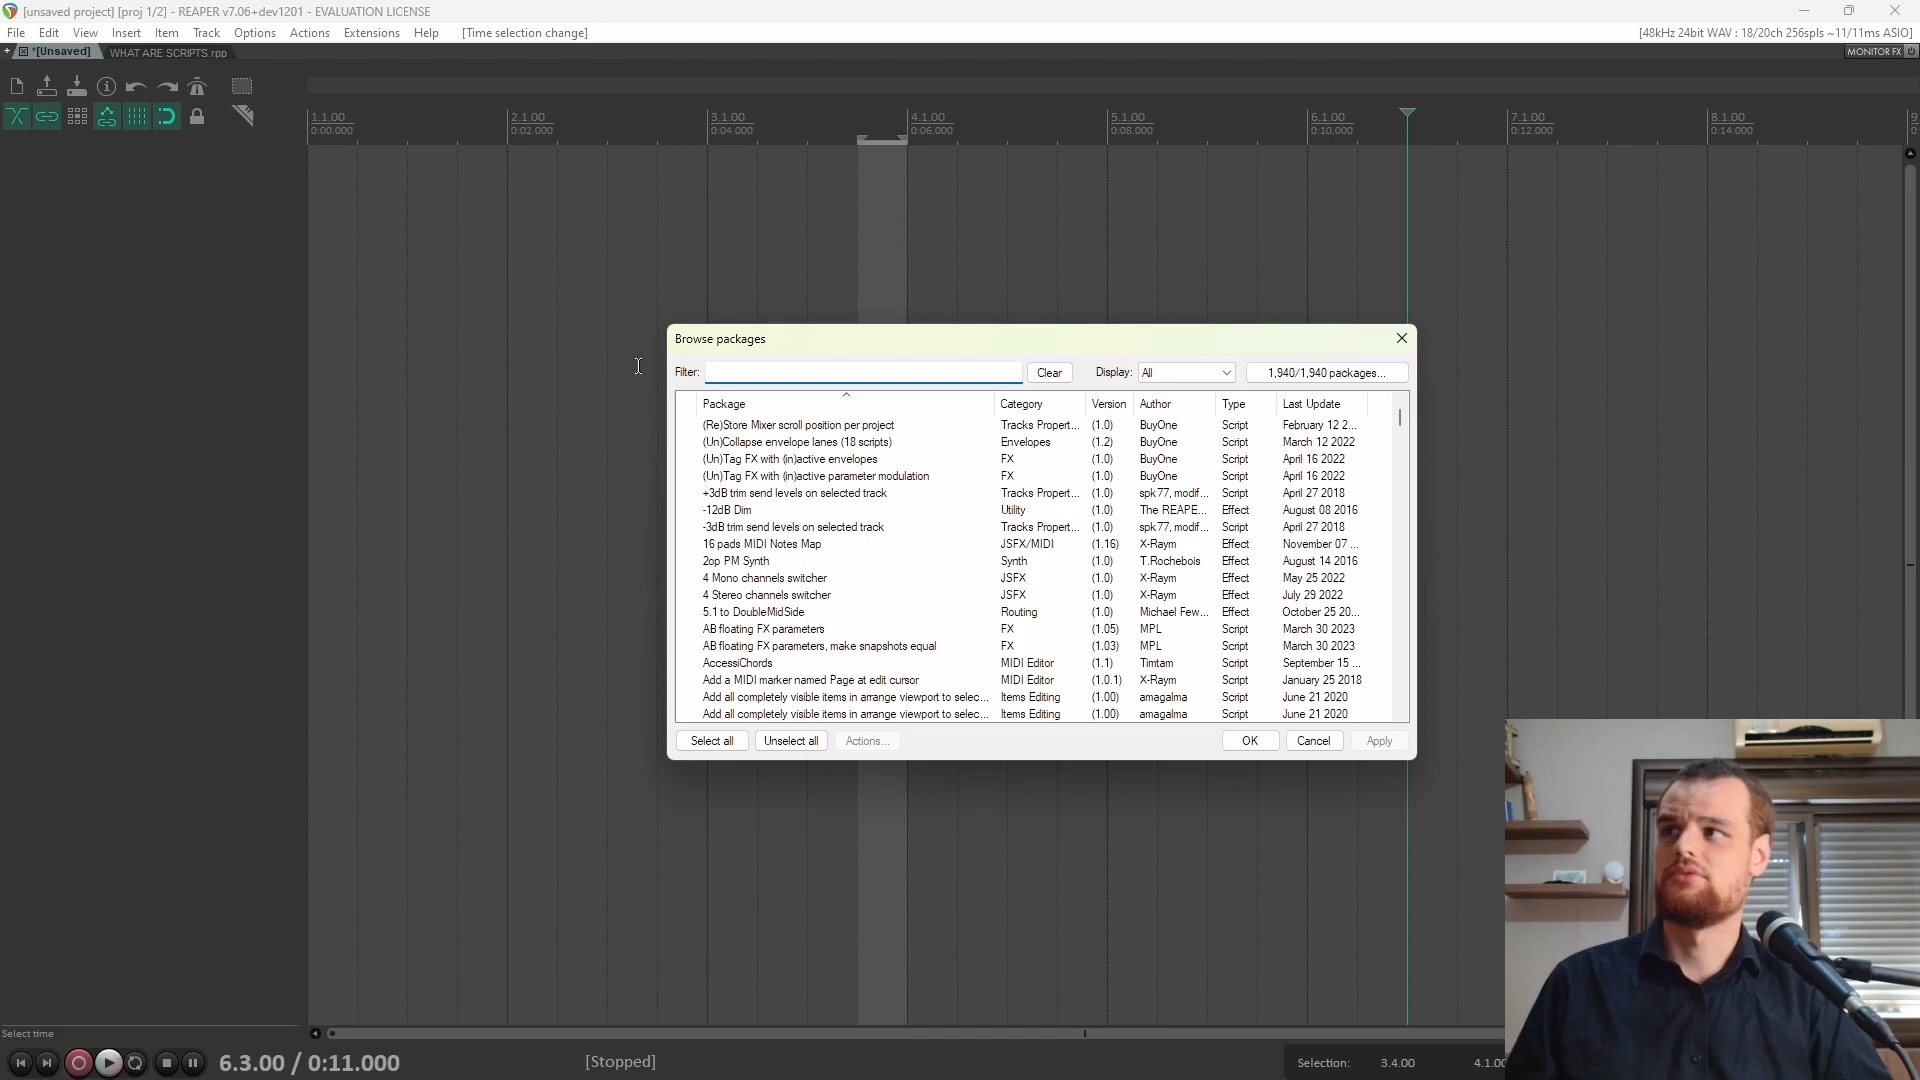 [unsaved project] [proj 1/2] - REAPER v7.06+dev1201 - EVALUATION LICENSE
File Edit View Insert Item Track Options Actions Extensions Help [Time selection change] [48kHz 24bit WAV : 18/20ch 256spls ~11/11ms ASIO]
+ *[Unsaved] WHAT ARE SCRIPTS.rpp MONITOR FX
1.1.00 2.1.00 3.1.00 4.1.00 5.1.00 6.1.00 7.1.00 8.1.00 9
0:00.000 0:02.000 0:04.000 0:06.000 0:08.000 0:10.000 0:12.000 0:14.000 0:
Browse packages
Filter: Clear Display: All 1,940/1,940 packages...
Package Category Version Author Type Last Update
(Re)Store Mixer scroll position per project Tracks Propert... (1.0) BuyOne Script February 12 2...
(Un)Collapse envelope lanes (18 scripts) Envelopes (1.2) BuyOne Script March 12 2022
(Un)Tag FX with (in)active envelopes FX (1.0) BuyOne Script April 16 2022
(Un)Tag FX with (in)active parameter modulation FX (1.0) BuyOne Script April 16 2022
+3dB trim send levels on selected track Tracks Propert... (1.0) spk77, modif... Script April 27 2018
-12dB Dim Utility (1.0) The REAPE... Effect August 08 2016
-3dB trim send levels on selected track Tracks Propert... (1.0) spk77, modif... Script April 27 2018
16 pads MIDI Notes Map JSFX/MIDI (1.16) X-Raym Effect November 07 ...
2op PM Synth Synth (1.0) T.Rochebois Effect August 14 2016
4 Mono channels switcher JSFX (1.0) X-Raym Effect May 25 2022
4 Stereo channels switcher JSFX (1.0) X-Raym Effect July 29 2022
5.1 to DoubleMidSide Routing (1.0) Michael Few... Effect October 25 20...
AB floating FX parameters FX (1.05) MPL Script March 30 2023
AB floating FX parameters, make snapshots equal FX (1.03) MPL Script March 30 2023
AccessiChords MIDI Editor (1.1) Timtam Script September 15 ...
Add a MIDI marker named Page at edit cursor MIDI Editor (1.0.1) X-Raym Script January 25 2018
Add all completely visible items in arrange viewport to selec... Items Editing (1.00) amagalma Script June 21 2020
Add all completely visible items in arrange viewport to selec... Items Editing (1.00) amagalma Script June 21 2020
Select all Unselect all Actions... OK Cancel Apply
Select time
6.3.00 / 0:11.000 [Stopped] Selection: 3.4.00 4.1.00